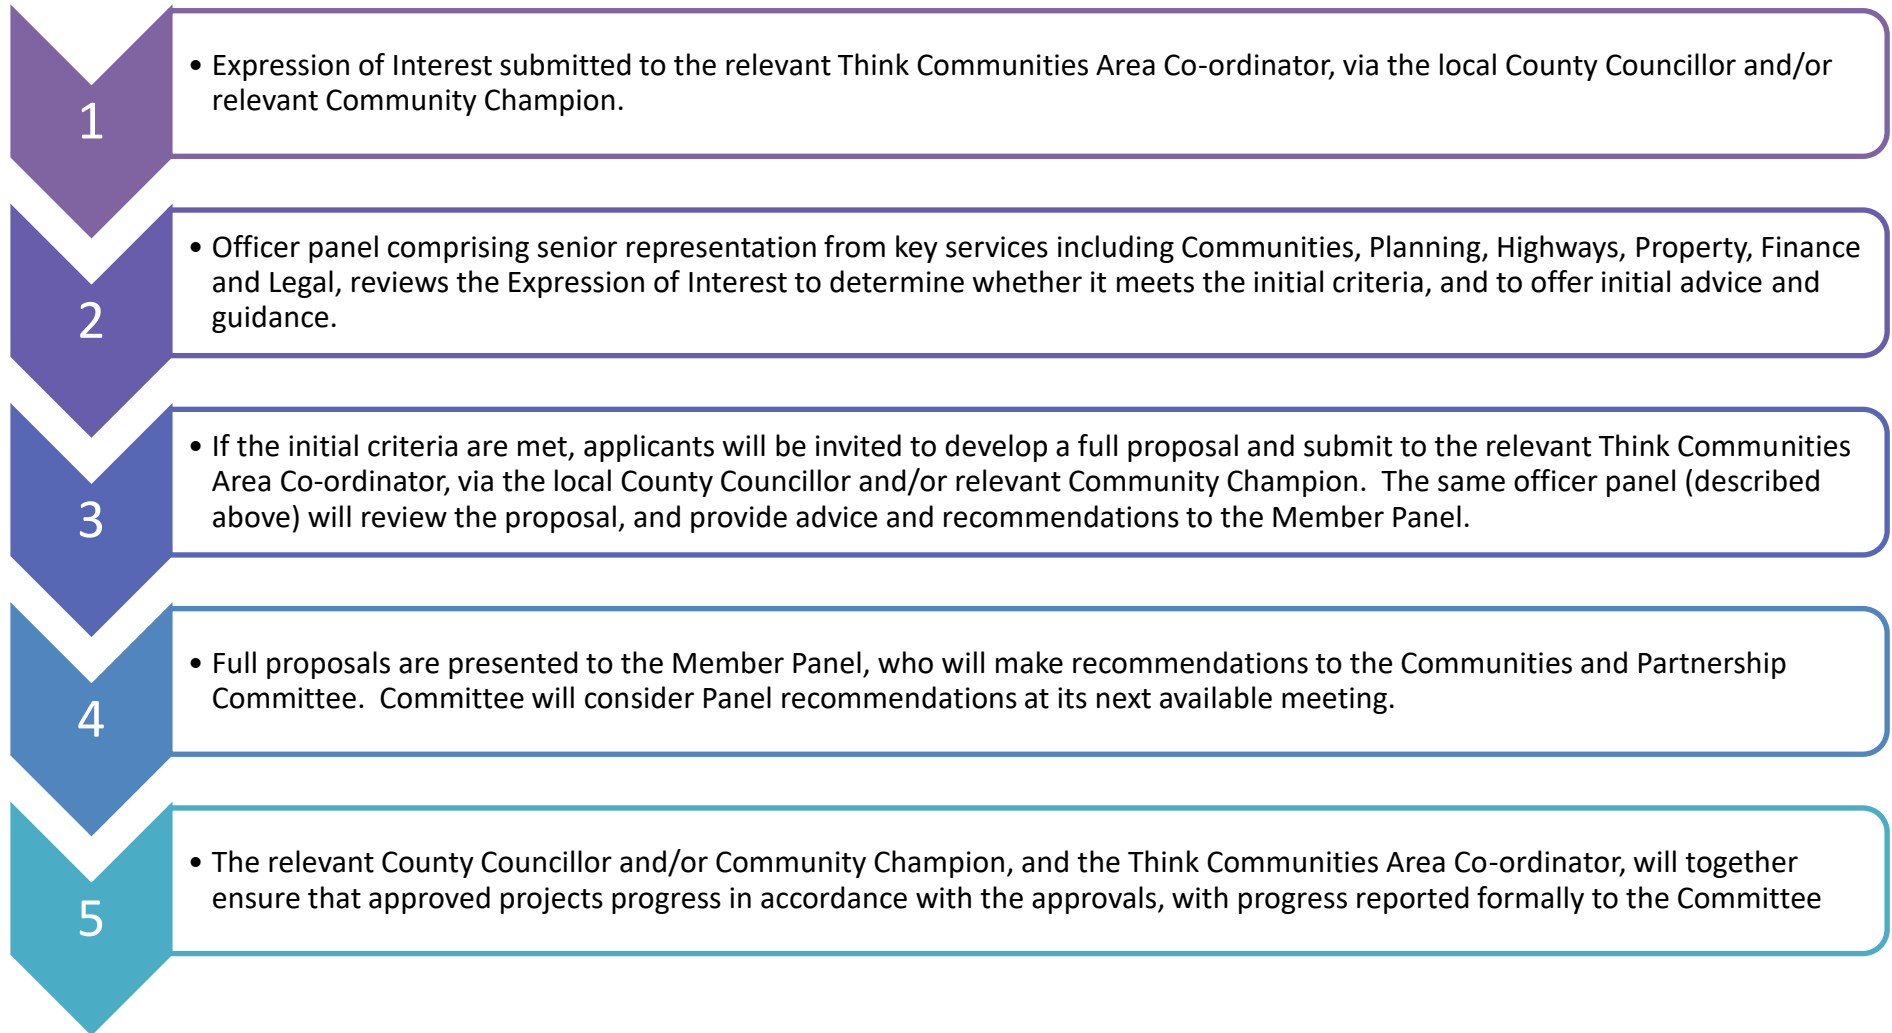 1
• Expression of Interest submitted to the relevant Think Communities Area Co-ordinator, via the local County Councillor and/or
relevant Community Champion.
2
• Officer panel comprising senior representation from key services including Communities, Planning, Highways, Property, Finance
and Legal, reviews the Expression of Interest to determine whether it meets the initial criteria, and to offer initial advice and
guidance.
3
• If the initial criteria are met, applicants will be invited to develop a full proposal and submit to the relevant Think Communities
Area Co-ordinator, via the local County Councillor and/or relevant Community Champion.  The same officer panel (described
above) will review the proposal, and provide advice and recommendations to the Member Panel.
4
• Full proposals are presented to the Member Panel, who will make recommendations to the Communities and Partnership
Committee.  Committee will consider Panel recommendations at its next available meeting.
5
• The relevant County Councillor and/or Community Champion, and the Think Communities Area Co-ordinator, will together
ensure that approved projects progress in accordance with the approvals, with progress reported formally to the Committee